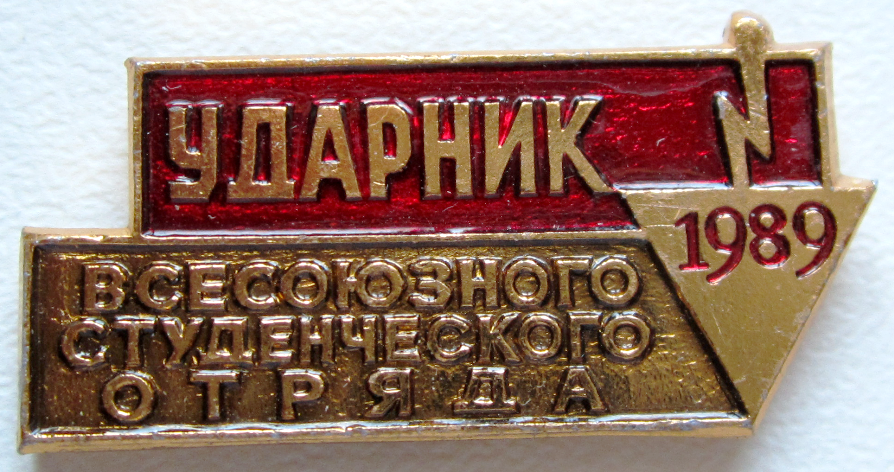 УДАРНИК
1989
ВСЕСОЮЗНОГО
СТУДЕНЧЕСКОГО
ОТРЯДА